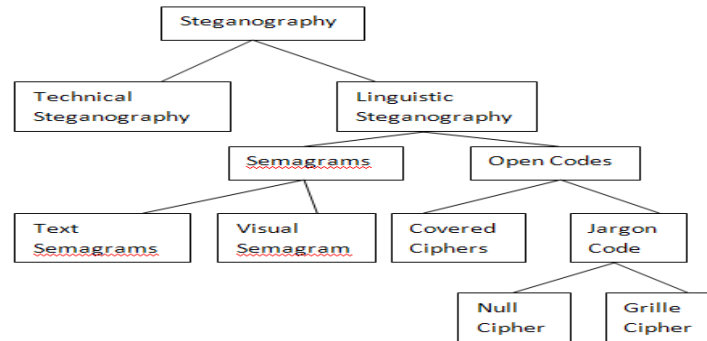 Steganography
Technical
Steganography
Linguistic
Steganography
Semagrams
Open Codes
Text
Semagrams
Visual
Semagram
Covered
Ciphers
Jargon
Code
Null
Cipher
Grille
Cipher